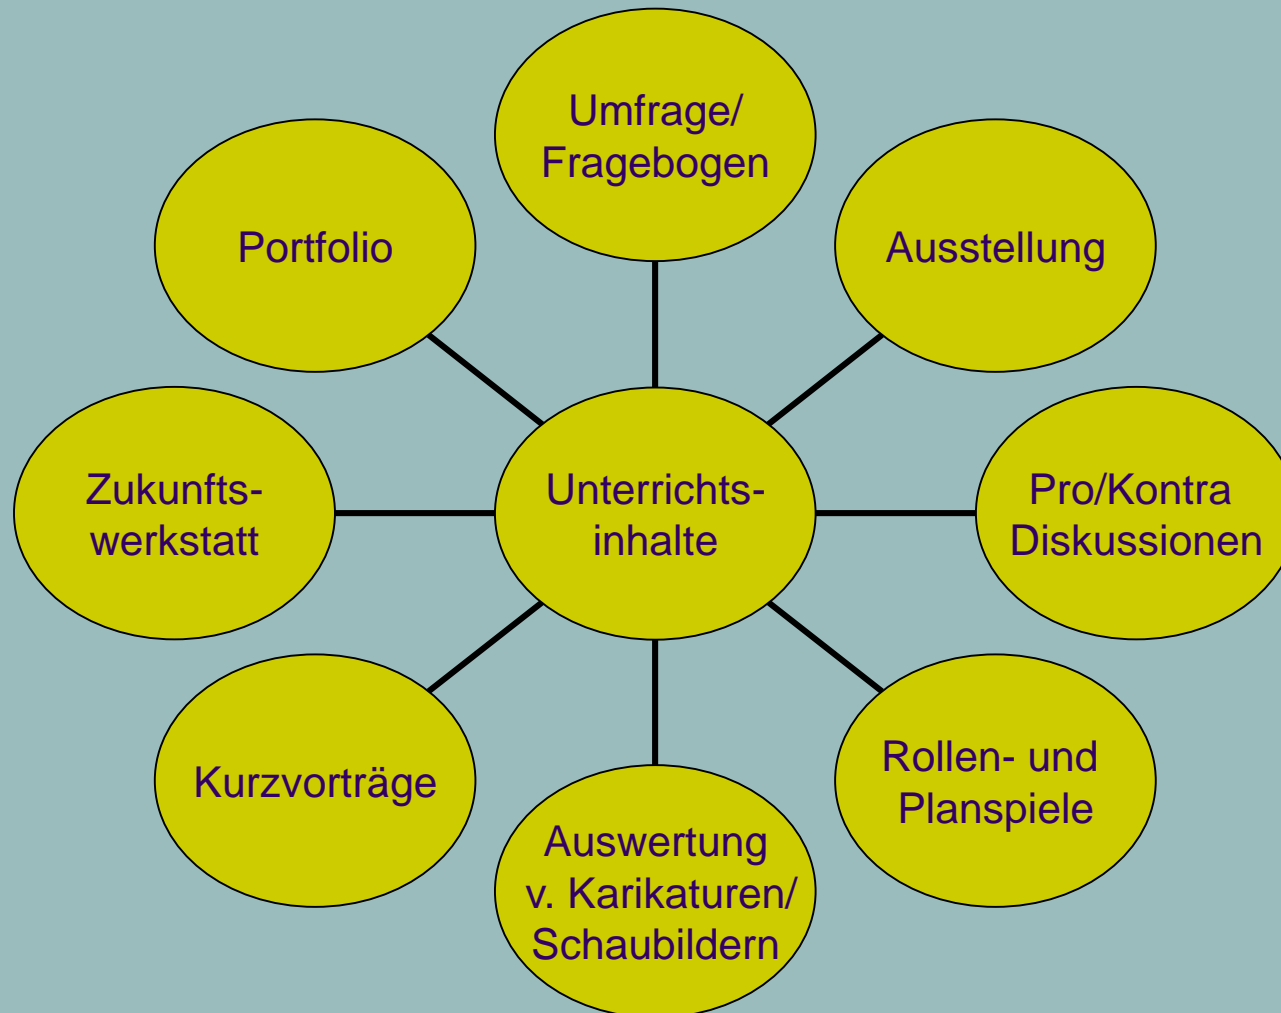 Umfrage/
Fragebogen
Portfolio
Ausstellung
Zukunfts-
werkstatt
Unterrichts-
inhalte
Pro/Kontra
Diskussionen
Kurzvorträge
Rollen- und
Planspiele
Auswertung
v. Karikaturen/
Schaubildern